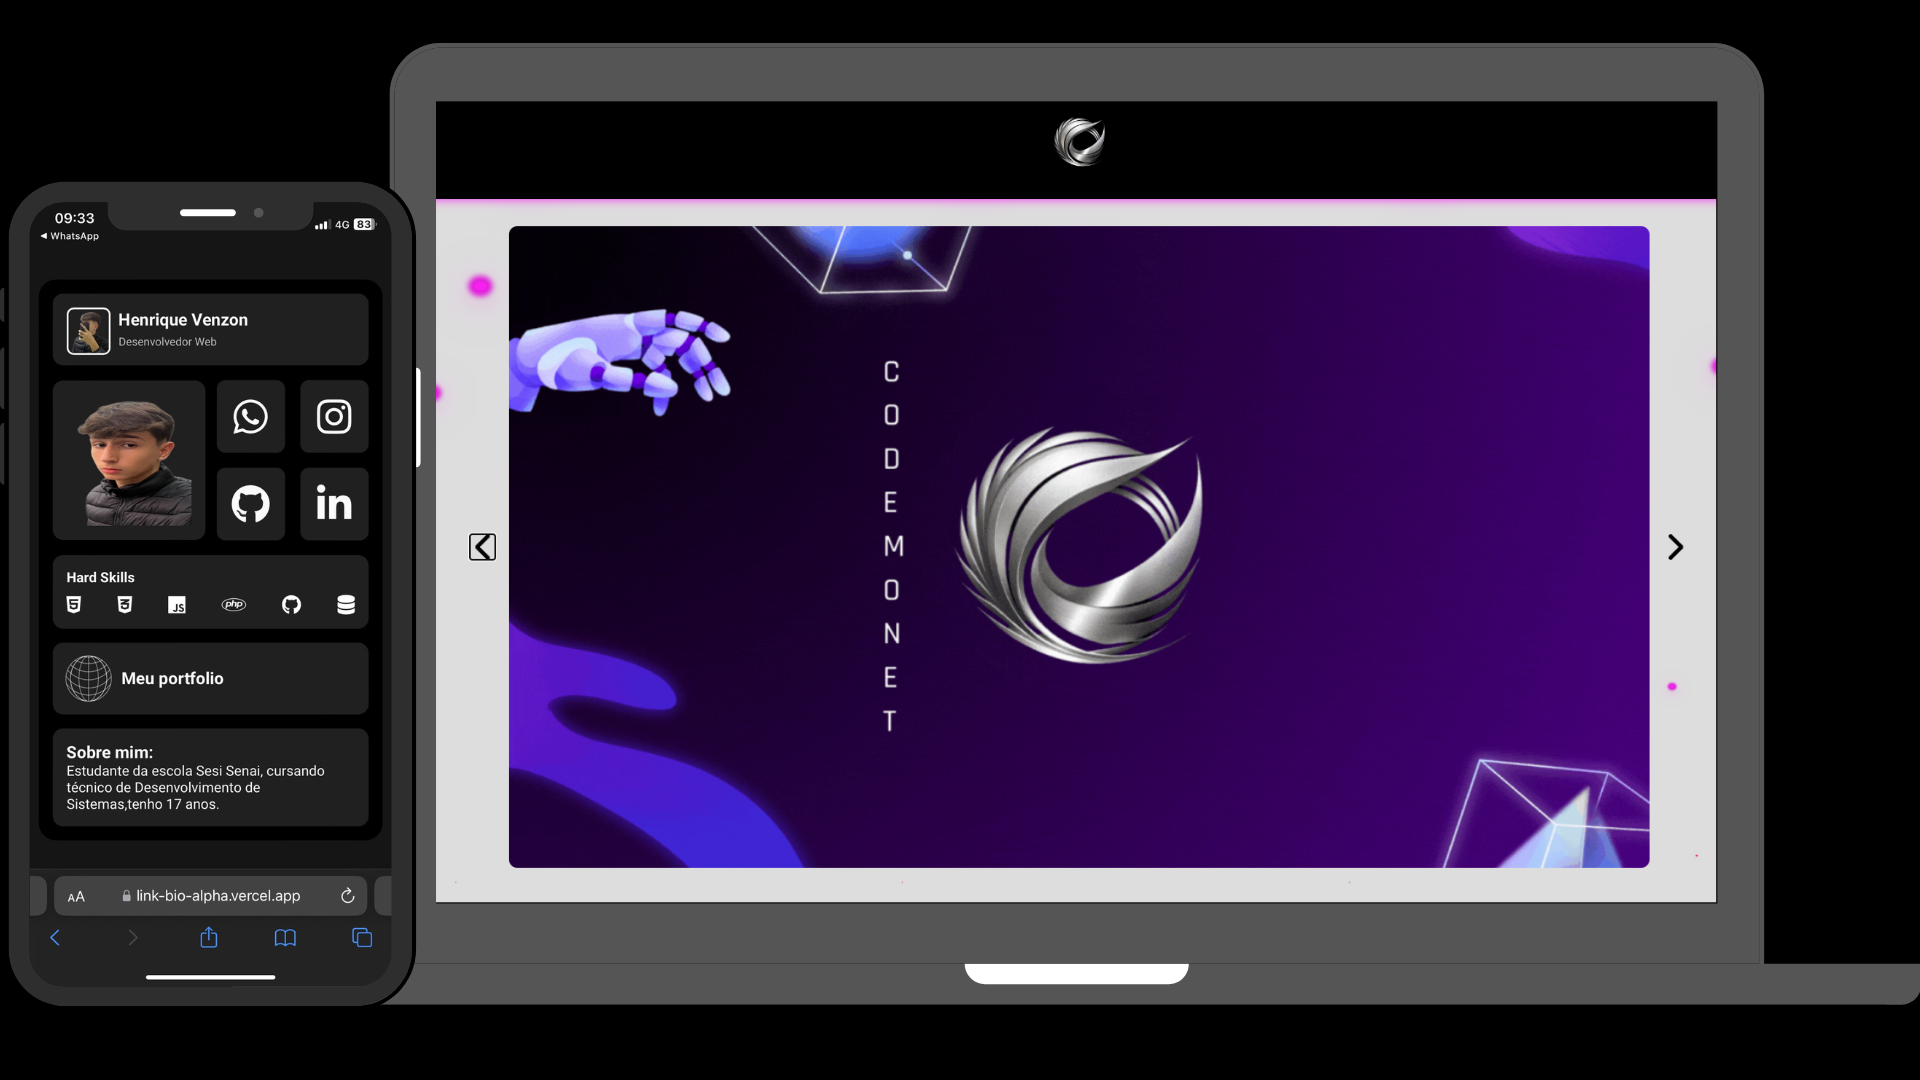 09:33
WhatsApp
4G 83
Henrique Venzon
Desenvolvedor Web
in
Hard Skills
5 3 JS php
Meu portfolio
Sobre mim:
Estudante da escola Sesi Senai, cursando
técnico de Desenvolvimento de
Sistemas,tenho 17 anos.
AA link-bio-alpha.vercel.app
C
O
D
E
M
O
N
E
T